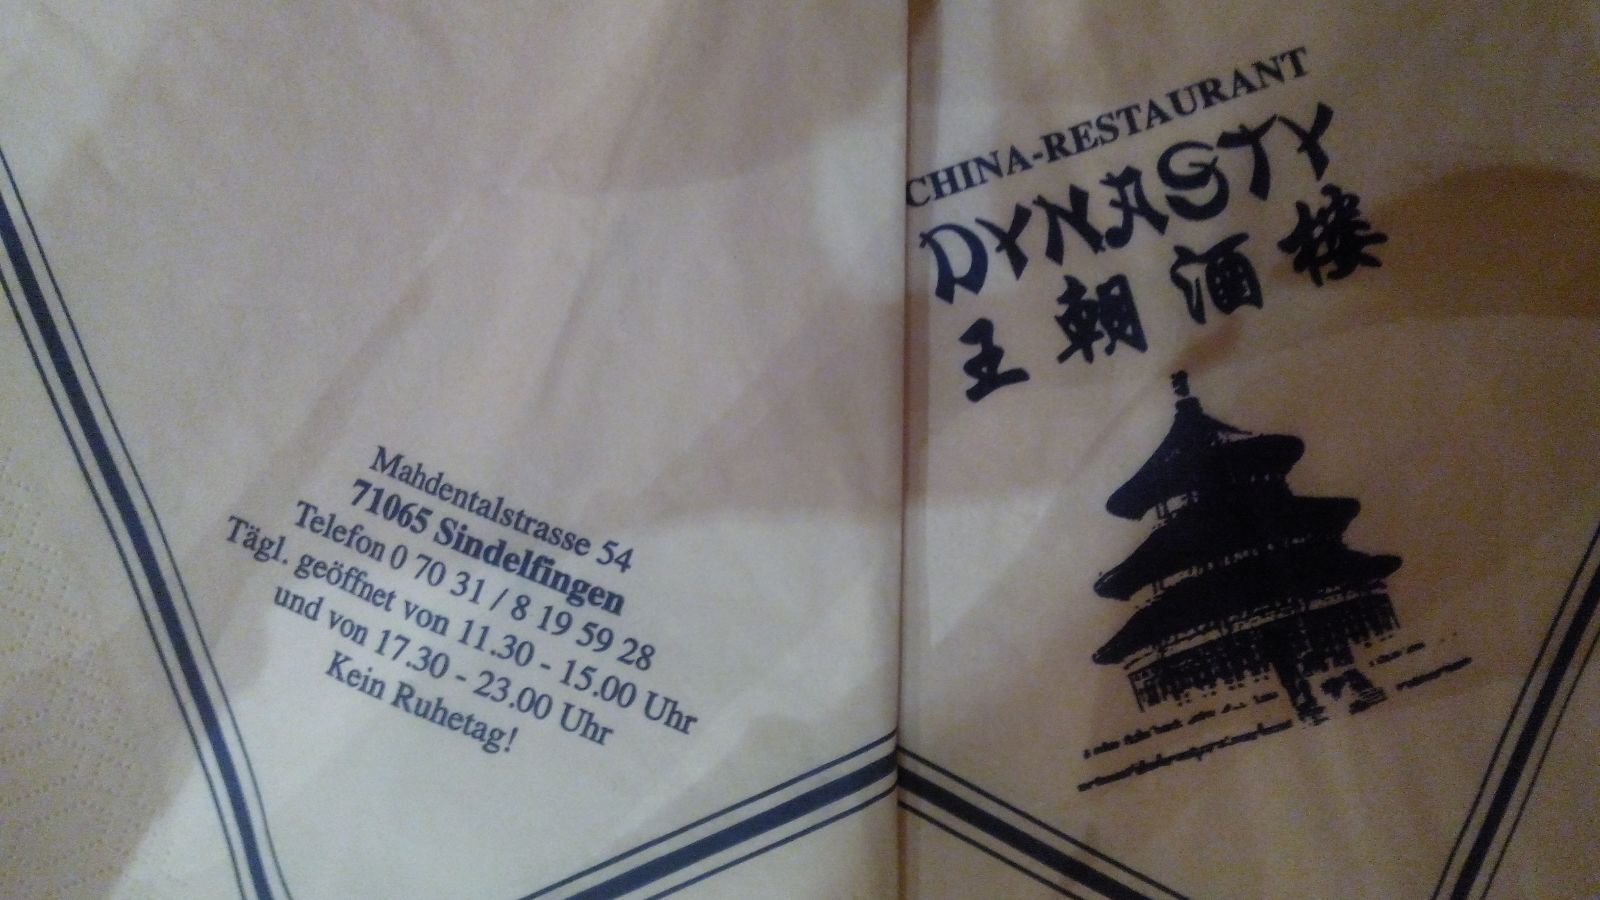 CHINA-RESTAURANT
DYNASTY
王朝酒楼
Mahdentalstrasse 54
71065 Sindelfingen
Telefon 0 70 31 / 8 19 59 28
Tägl. geöffnet von 11.30 - 15.00 Uhr
und von 17.30 - 23.00 Uhr
Kein Ruhetag!